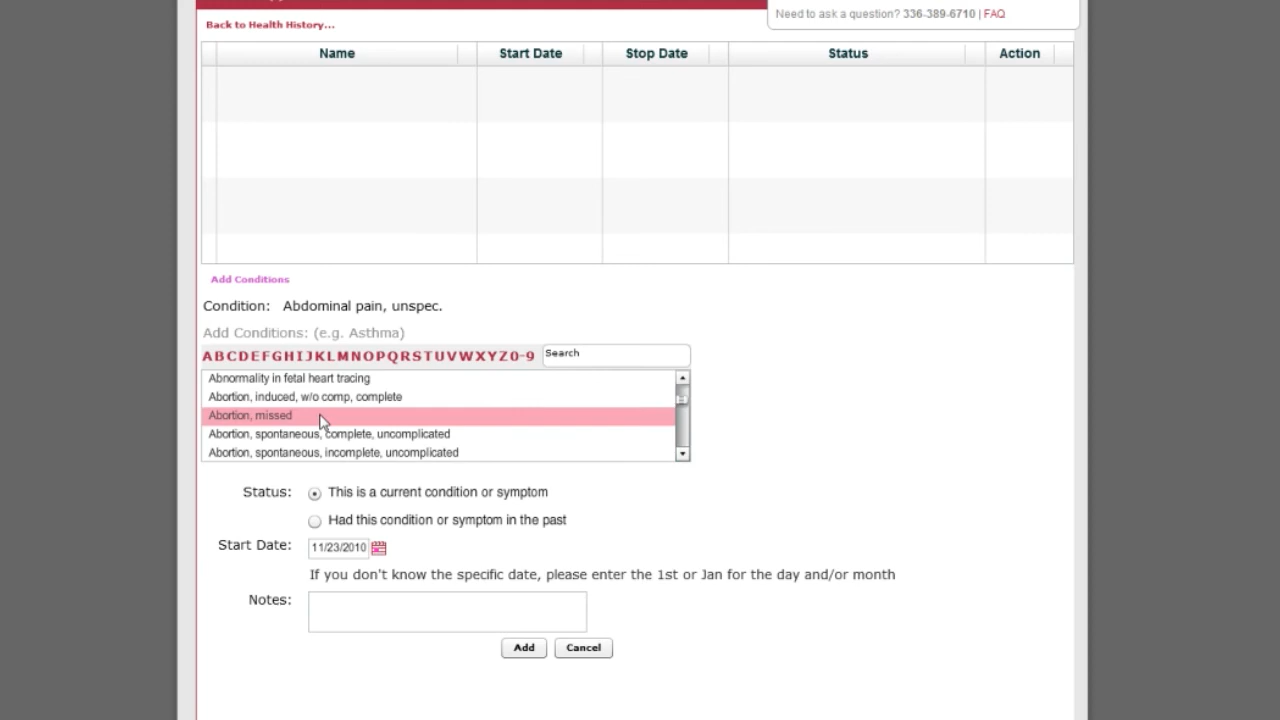 Need to ask a question? 336-389-6710 | FAQ
Back to Health History...
Name Start Date Stop Date Status Action
Add Conditions
Condition: Abdominal pain, unspec.
Add Conditions: (e.g. Asthma)
A B C D E F G H I J K L M N O P Q R S T U V W X Y Z 0-9 Search
Abnormality in fetal heart tracing
Abortion, induced, w/o comp, complete
Abortion, missed
Abortion, spontaneous, complete, uncomplicated
Abortion, spontaneous, incomplete, uncomplicated
Status: This is a current condition or symptom
Had this condition or symptom in the past
Start Date: 11/23/2010
If you don't know the specific date, please enter the 1st or Jan for the day and/or month
Notes:
Add Cancel